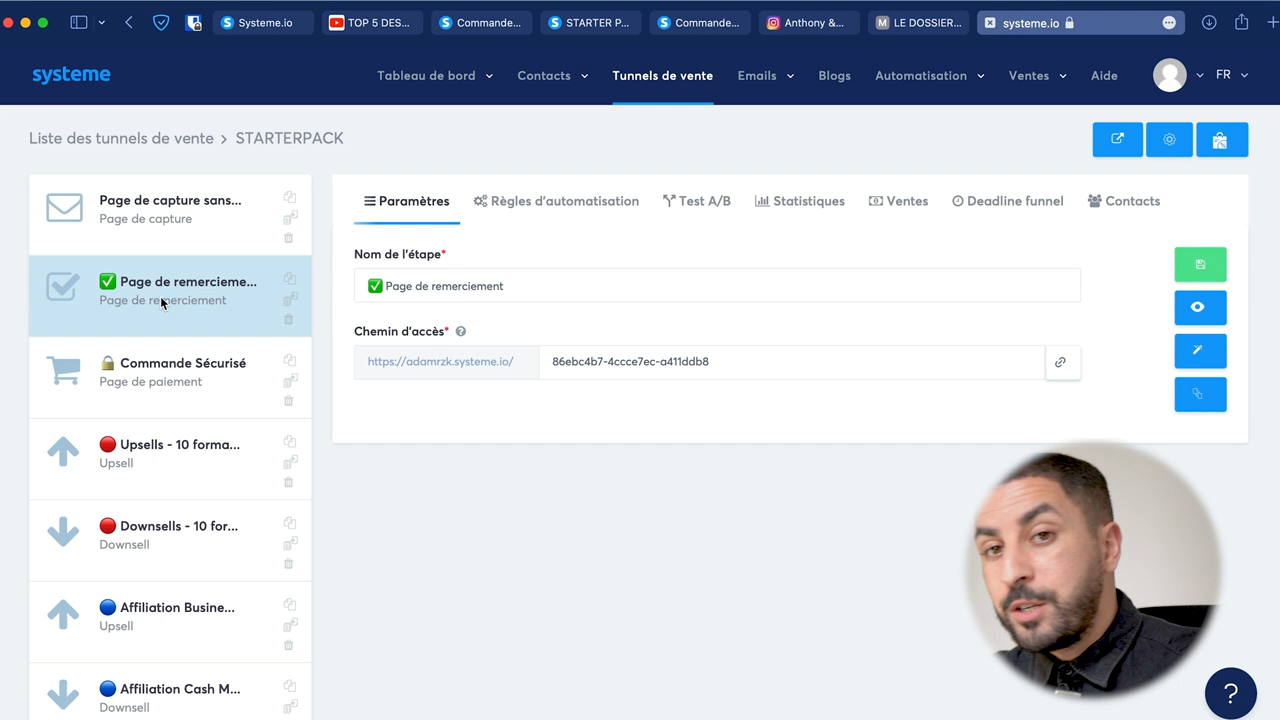 Systeme.io
TOP 5 DES...
Commande...
STARTER P...
Commande...
Anthony &...
M LE DOSSIER...
systeme.io
systeme
Tableau de bord
Contacts
Tunnels de vente
Emails
Blogs
Automatisation
Ventes
Aide
FR
Liste des tunnels de vente > STARTERPACK
Page de capture sans...
Page de capture
Page de remercieme...
Page de remerciement
Commande Sécurisé
Page de paiement
Upsells - 10 forma...
Upsell
Downsells - 10 for...
Downsell
Affiliation Busine...
Upsell
Affiliation Cash M...
Downsell
Paramètres
Règles d'automatisation
Test A/B
Statistiques
Ventes
Deadline funnel
Contacts
Nom de l'étape*
Page de remerciement
Chemin d'accès* ?
https://adamrzk.systeme.io/
86ebc4b7-4ccce7ec-a411ddb8
?